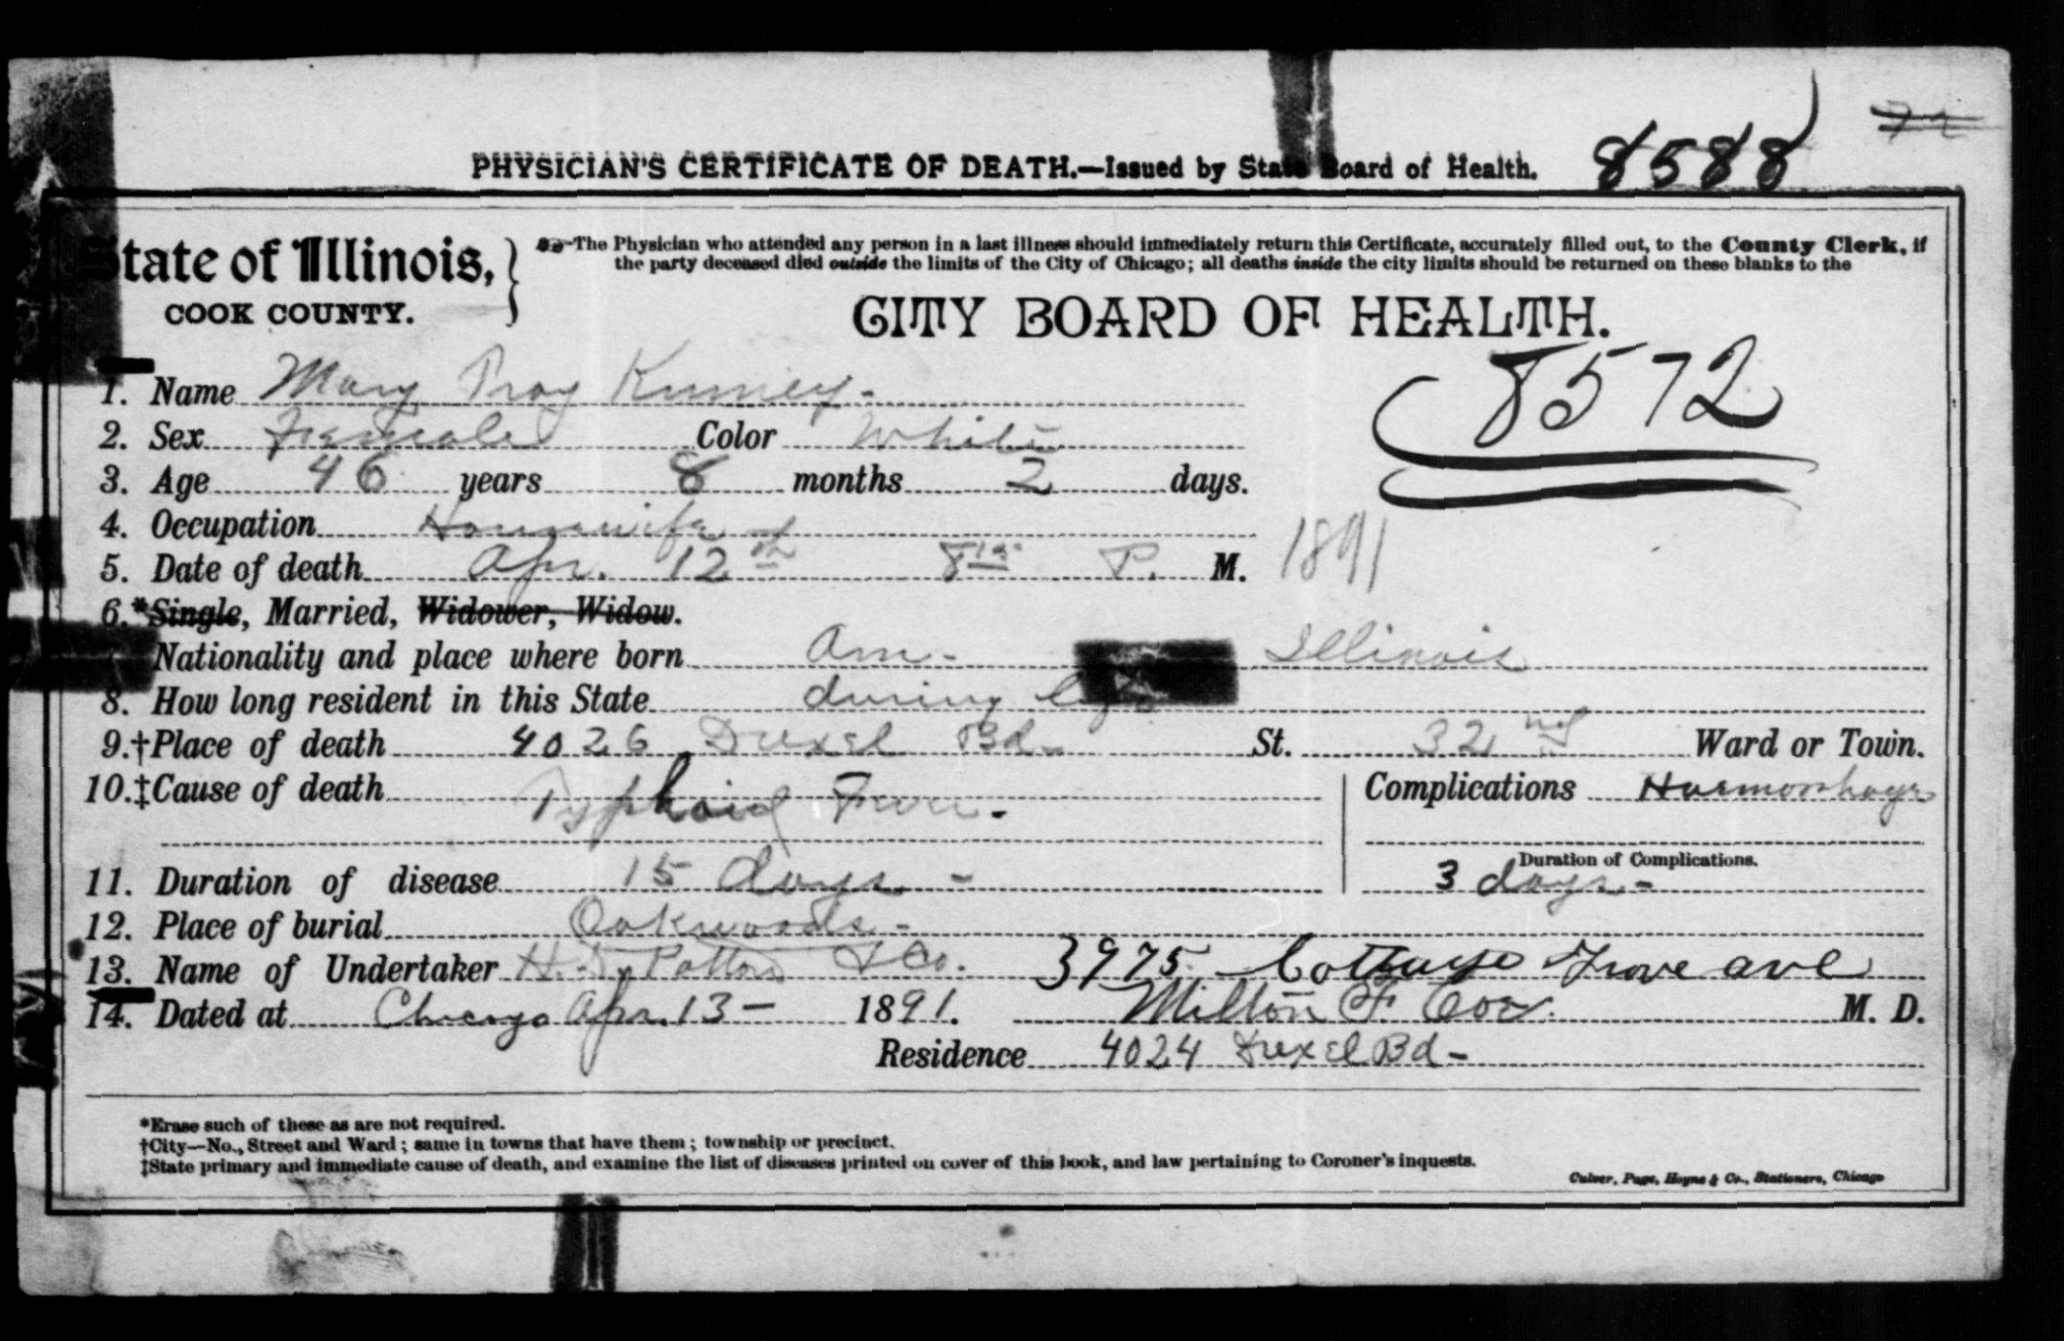 8588
PHYSICIAN'S CERTIFICATE OF DEATH.—Issued by State Board of Health.
State of Illinois,
COOK COUNTY.
The Physician who attended any person in a last illness should immediately return this Certificate, accurately filled out, to the County Clerk, if
the party deceased died outside the limits of the City of Chicago; all deaths inside the city limits should be returned on these blanks to the
CITY BOARD OF HEALTH.
8572
1. Name Mary Pray Kinney -
2. Sex Female Color White
3. Age 46 years 8 months 2 days.
4. Occupation Housewife
5. Date of death Apr. 12th 8 P. M. 1891
6.*Single, Married, Widower, Widow.
Nationality and place where born Am - Illinois
8. How long resident in this State during life
9.†Place of death 4026 Drexel Bd - St. 32nd Ward or Town.
10.‡Cause of death Typhoid Fever - Complications Haemorrhage
11. Duration of disease 15 days - Duration of Complications. 3 days -
12. Place of burial Oakwoods -
13. Name of Undertaker H. Patton & Co. 3975 Cottage Grove ave
14. Dated at Chicago Apr. 13 - 1891. Milton F Coe. M. D.
Residence 4024 Drexel Bd -
*Erase such of these as are not required.
†City—No., Street and Ward; same in towns that have them; township or precinct.
‡State primary and immediate cause of death, and examine the list of diseases printed on cover of this book, and law pertaining to Coroner's inquests.
Culver, Page, Hoyne & Co., Stationers, Chicago